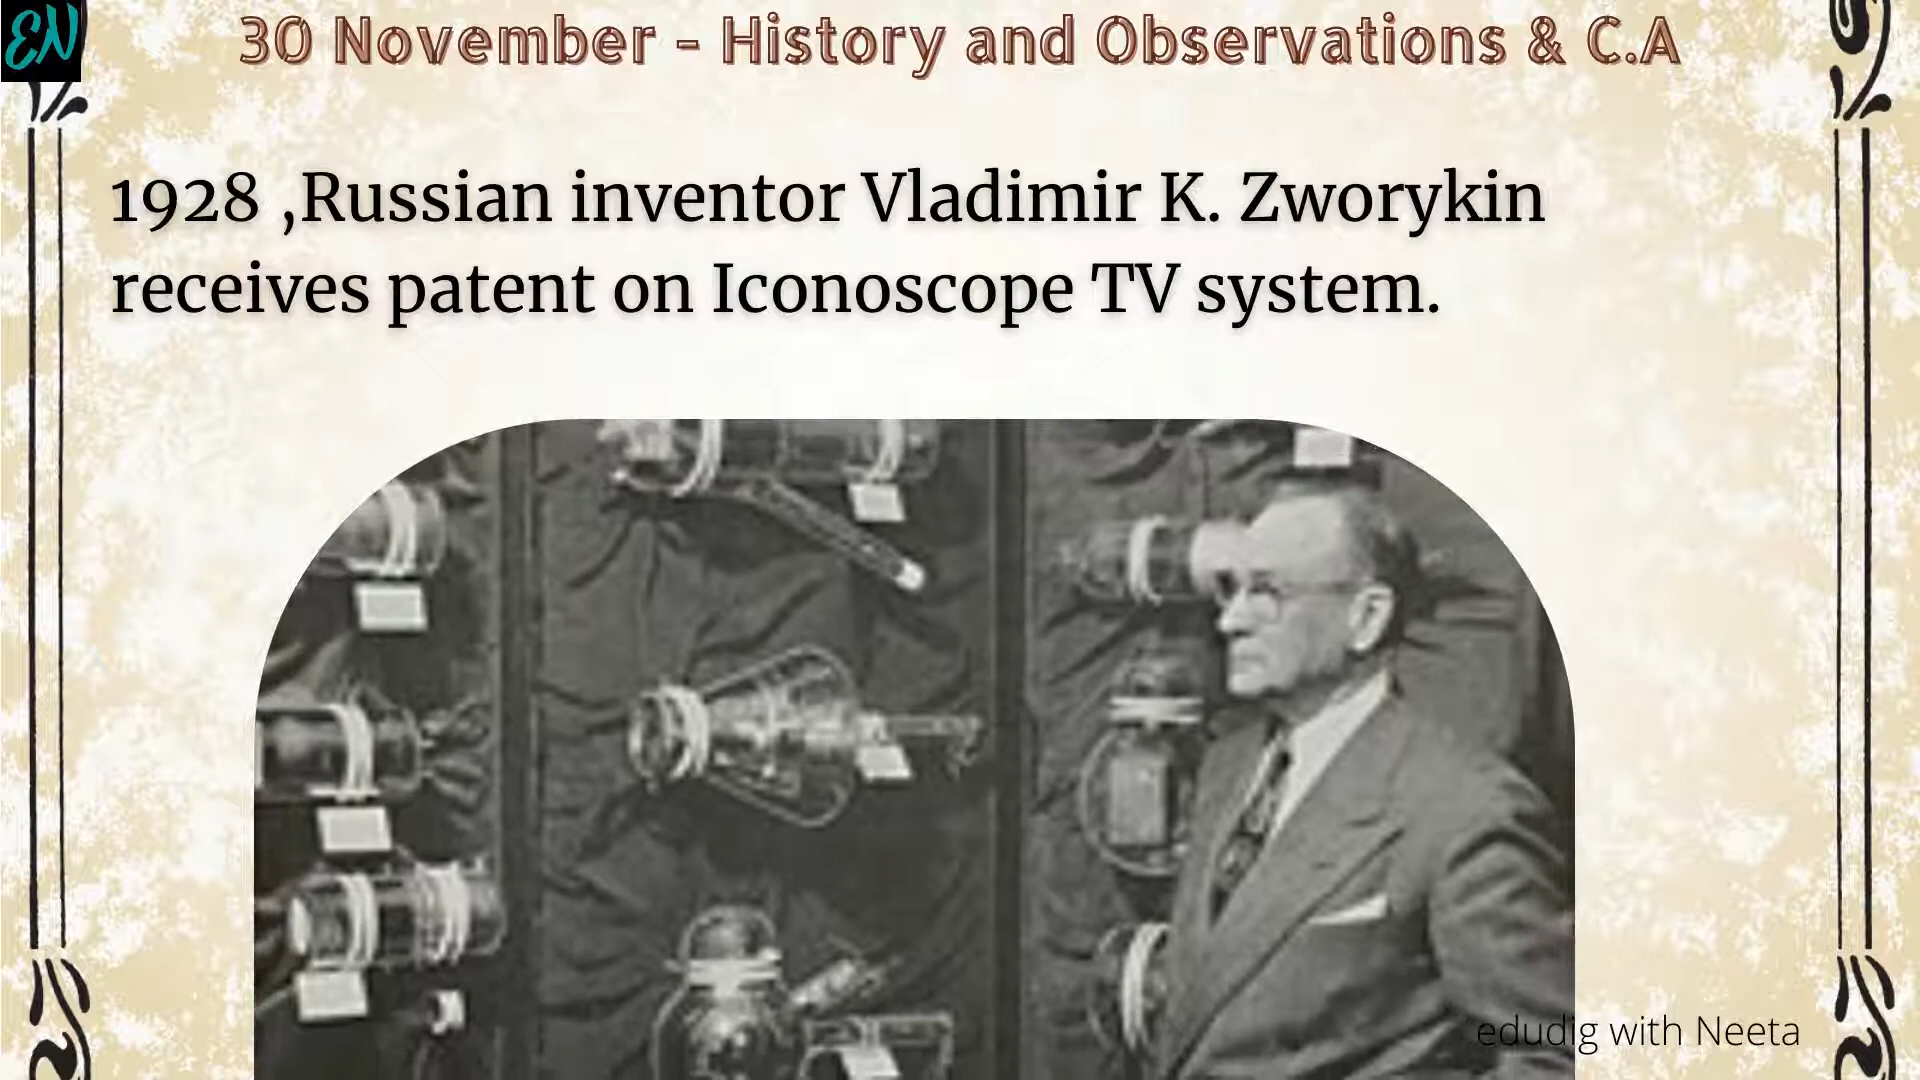 EN
30 November - History and Observations & C.A
1928 ,Russian inventor Vladimir K. Zworykin
receives patent on Iconoscope TV system.
edudig with Neeta